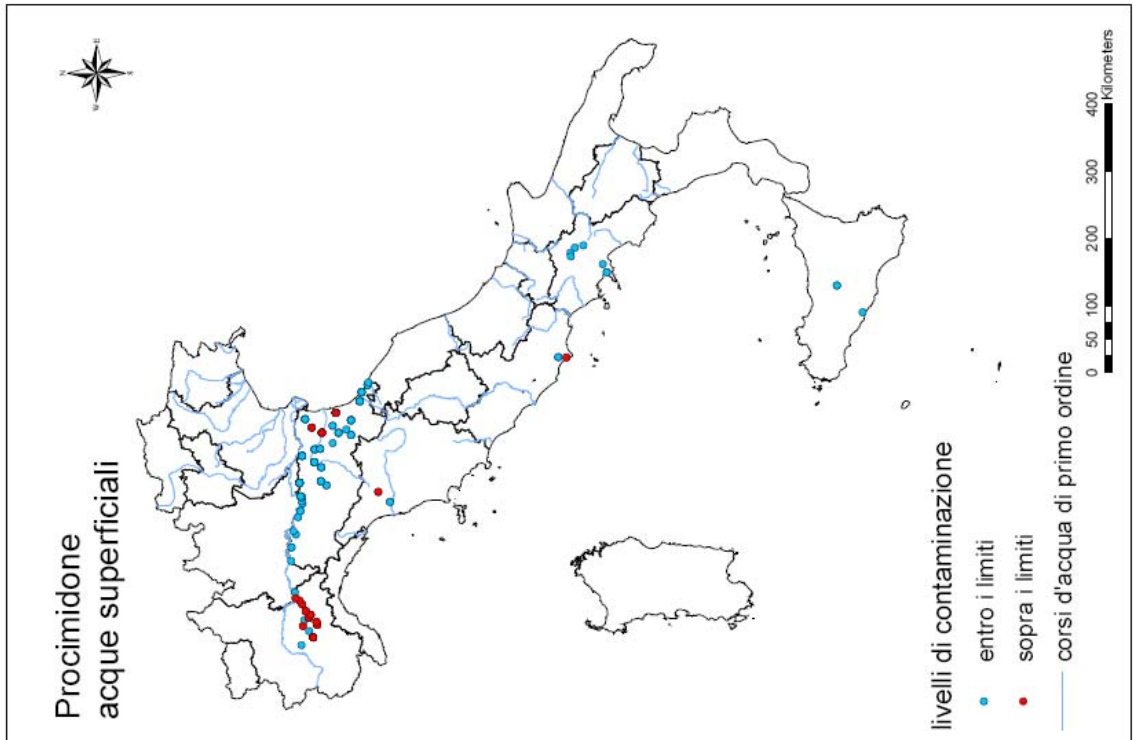 Procimidone
acque superficiali
N
W E
S
livelli di contaminazione
entro i limiti
sopra i limiti
corsi d'acqua di primo ordine
0 50 100 200 300 400
Kilometers